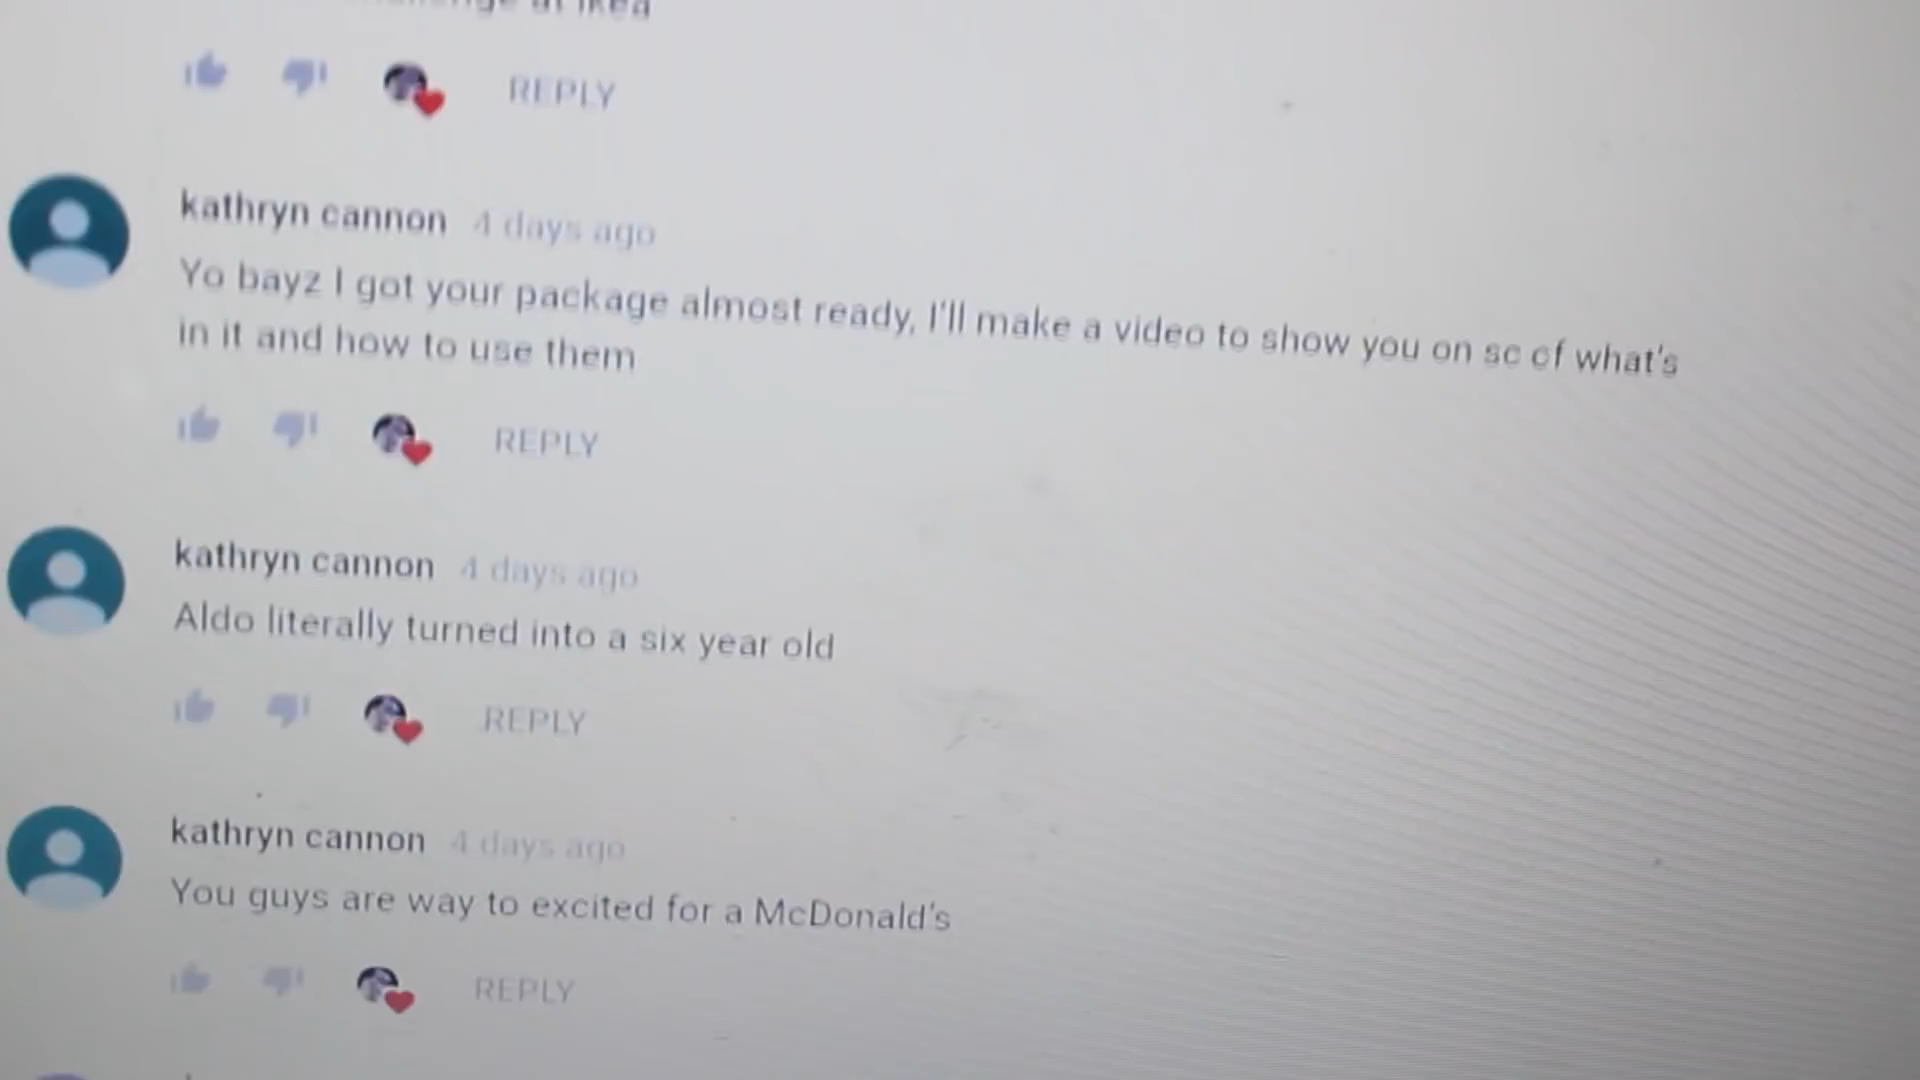 at ikea
REPLY
kathryn cannon 4 days ago
Yo bayz I got your package almost ready, I'll make a video to show you on sc of what's
in it and how to use them
REPLY
kathryn cannon 4 days ago
Aldo literally turned into a six year old
REPLY
kathryn cannon 4 days ago
You guys are way to excited for a McDonald's
REPLY